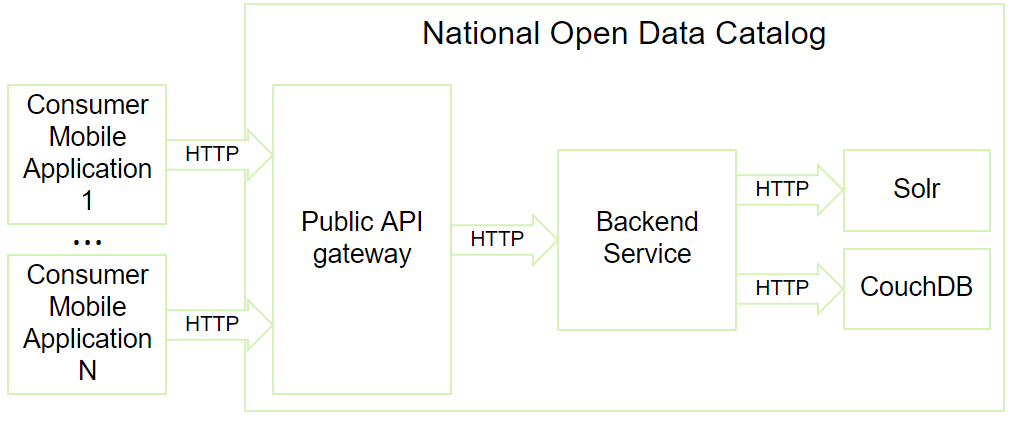 National Open Data Catalog
Consumer
Mobile
Application
1
HTTP
...
Consumer
Mobile
Application
N
HTTP
Public API
gateway
HTTP
Backend
Service
HTTP
Solr
HTTP
CouchDB